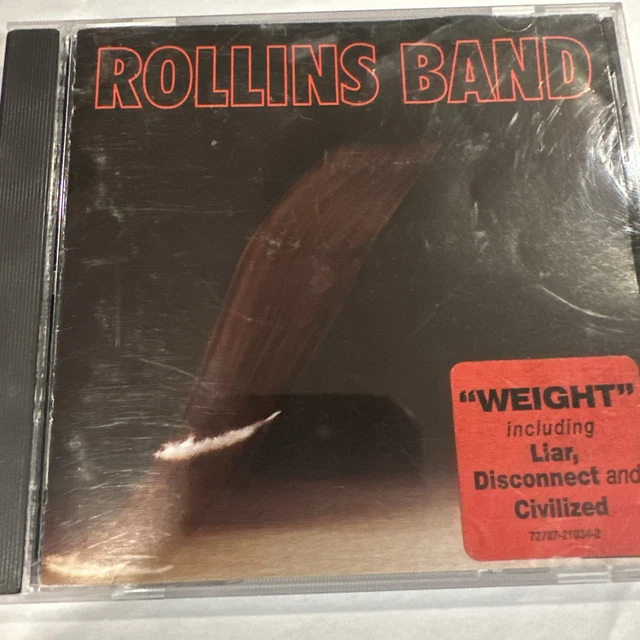 ROLLINS BAND
"WEIGHT"
including
Liar,
Disconnect and
Civilized
72787-21034-2